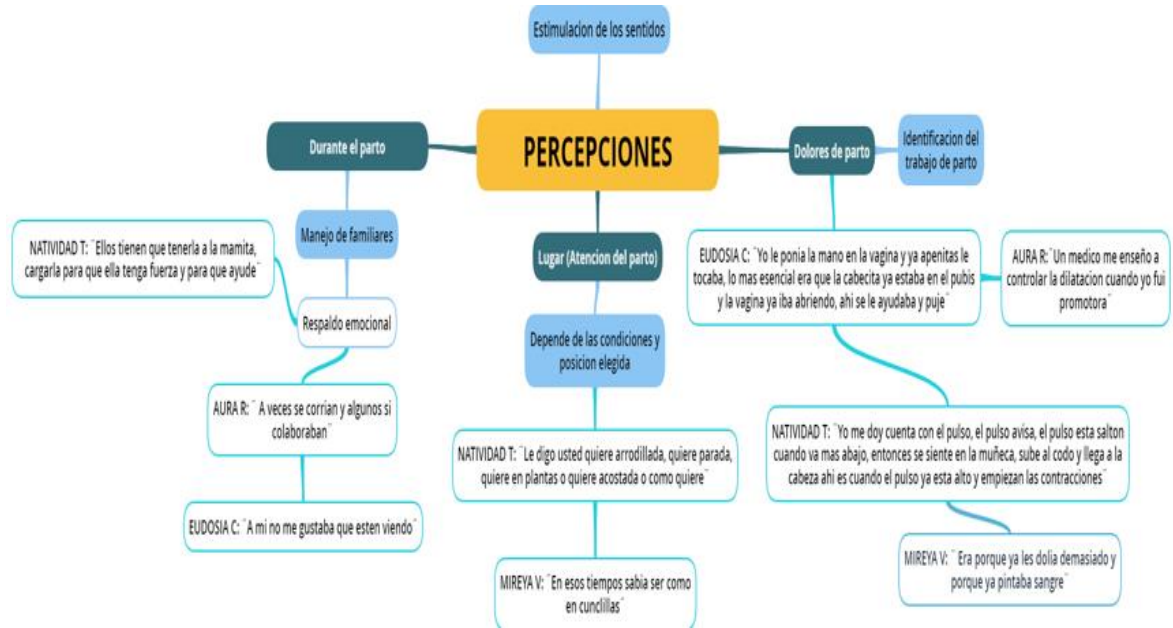 Estimulacion de los sentidos
PERCEPCIONES
Durante el parto
Manejo de familiares
NATIVIDAD T: ¨Ellos tienen que tenerla a la mamita,
cargarla para que ella tenga fuerza y para que ayude¨
Respaldo emocional
AURA R: ¨ A veces se corrian y algunos si
colaboraban¨
EUDOSIA C: ¨A mi no me gustaba que esten viendo¨
Lugar (Atencion del parto)
Depende de las condiciones y
posicion elegida
NATIVIDAD T: ¨Le digo usted quiere arrodillada, quiere parada,
quiere en plantas o quiere acostada o como quiere¨
MIREYA V: ¨En esos tiempos sabia ser como
en cunclillas¨
Dolores de parto
Identificacion del
trabajo de parto
EUDOSIA C: ¨Yo le ponia la mano en la vagina y ya apenitas le
tocaba, lo mas esencial era que la cabecita ya estaba en el pubis
y la vagina ya iba abriendo, ahi se le ayudaba y puje¨
AURA R:¨Un medico me enseño a
controlar la dilatacion cuando yo fui
promotora¨
NATIVIDAD T: ¨Yo me doy cuenta con el pulso, el pulso avisa, el pulso esta salton
cuando va mas abajo, entonces se siente en la muñeca, sube al codo y llega a la
cabeza ahi es cuando el pulso ya esta alto y empiezan las contracciones¨
MIREYA V: ¨ Era porque ya les dolia demasiado y
porque ya pintaba sangre¨